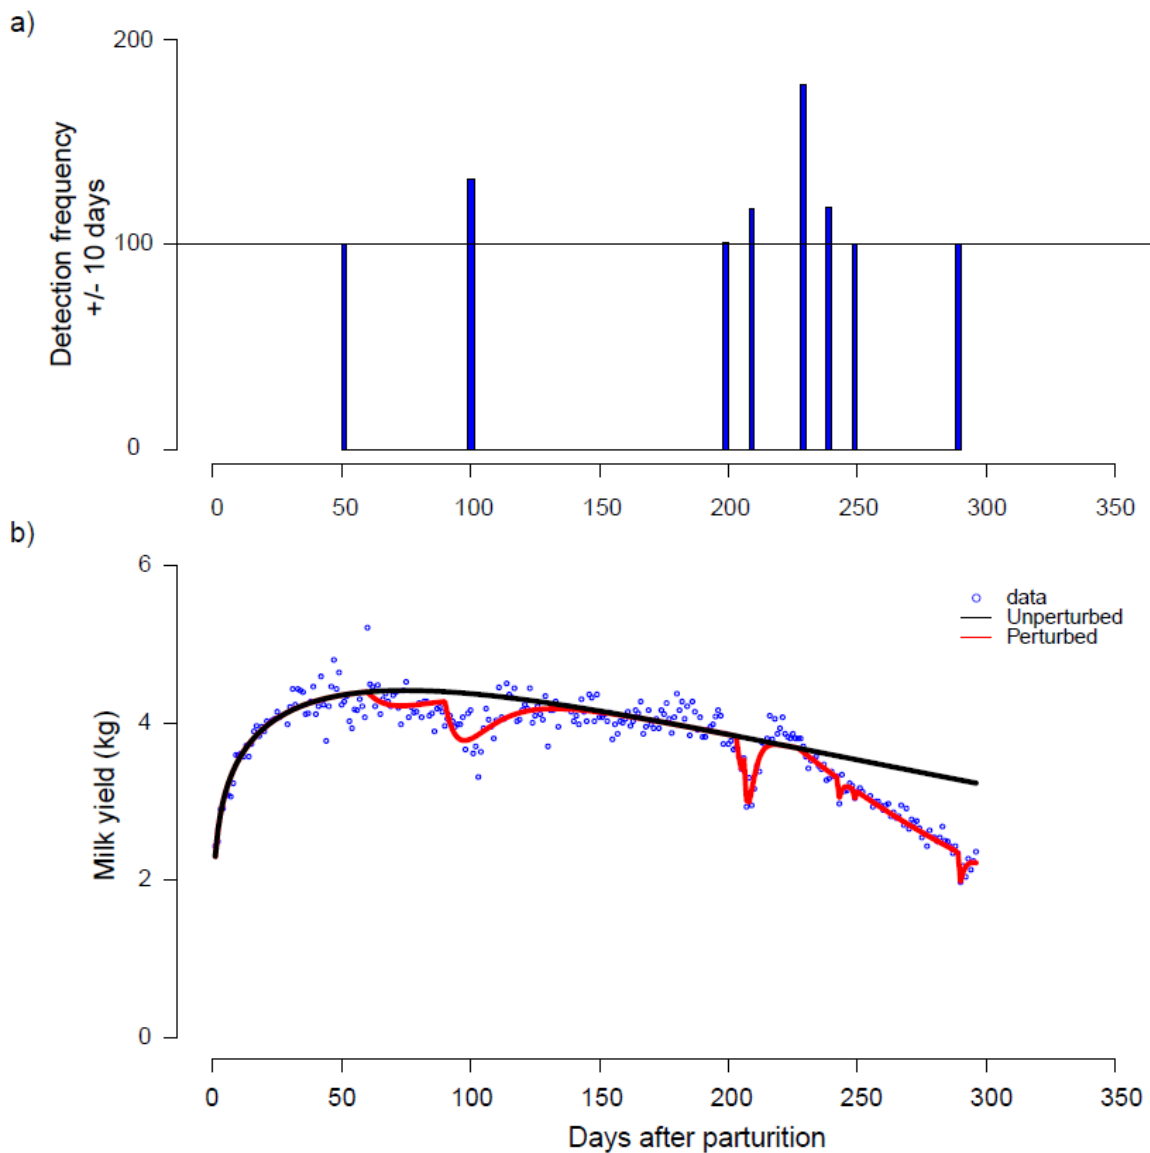 a)
200
100
0
Detection frequency
+/- 10 days
0 50 100 150 200 250 300 350
b)
6
4
2
0
Milk yield (kg)
data
Unperturbed
Perturbed
0 50 100 150 200 250 300 350
Days after parturition